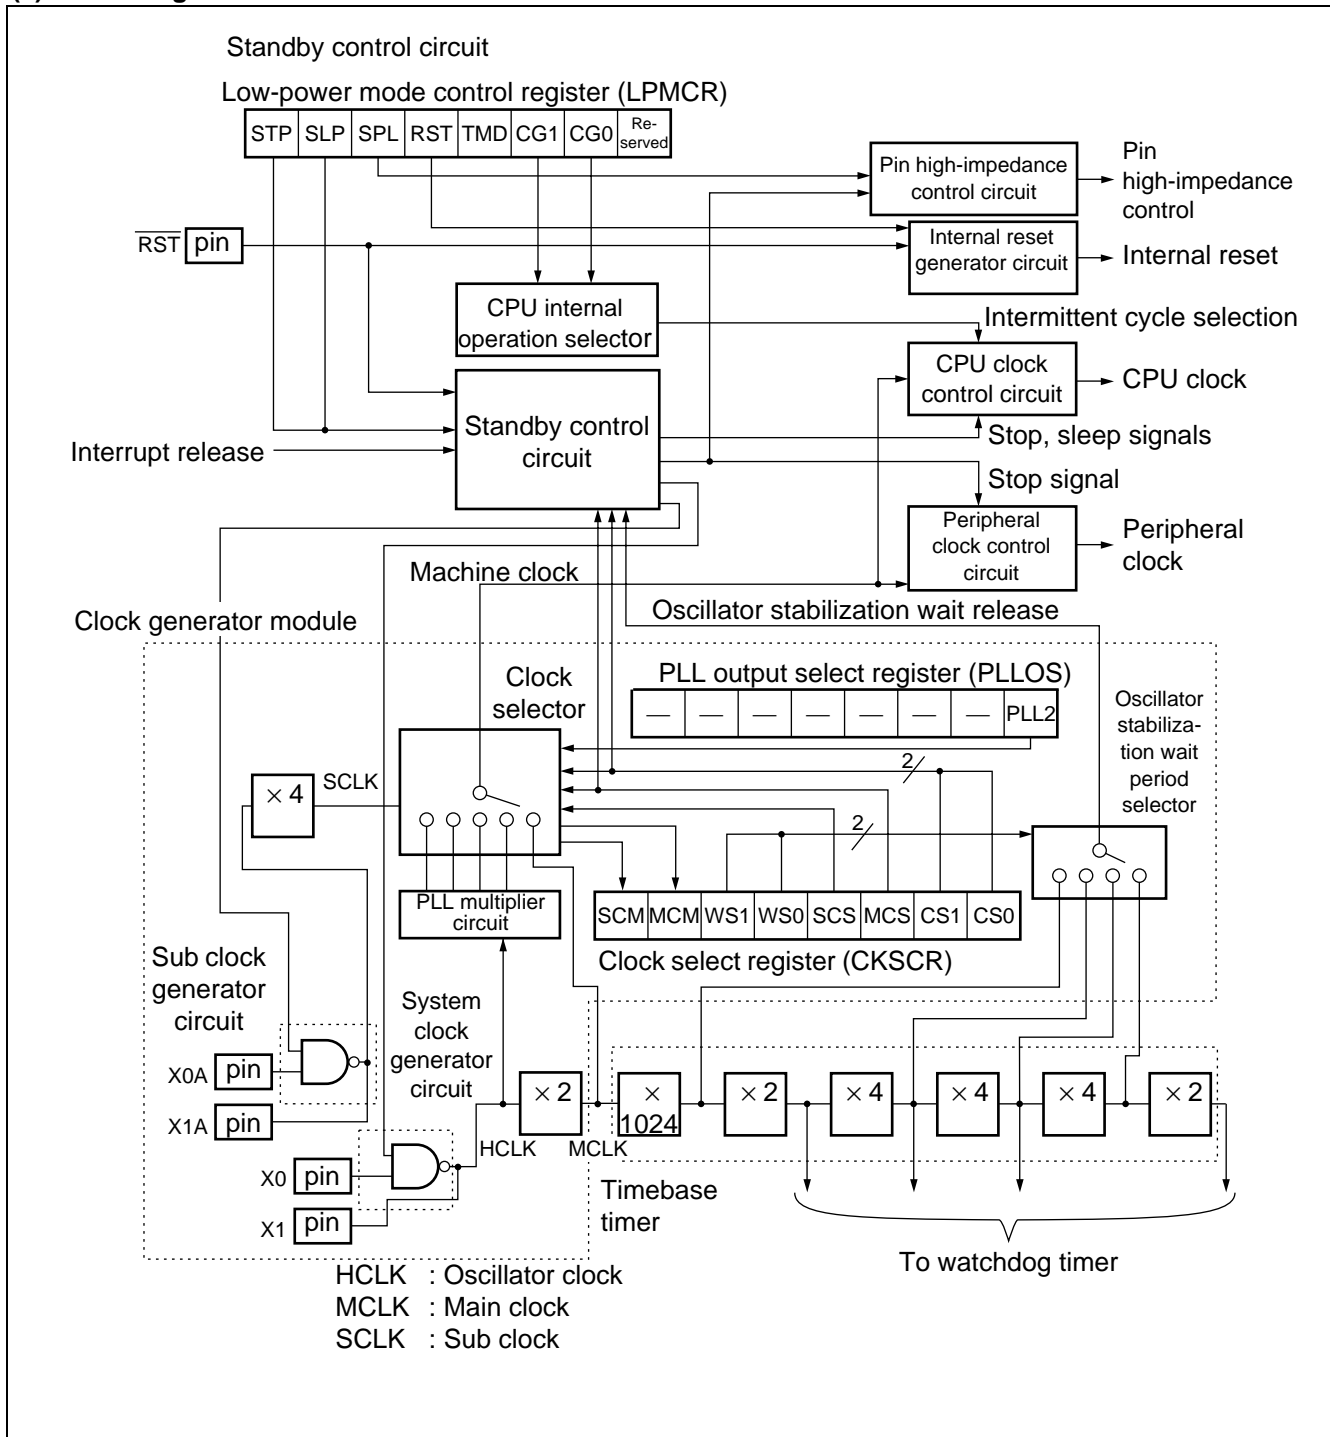 Standby control circuit
Low-power mode control register (LPMCR)
STP SLP SPL RST TMD CG1 CG0 Re-
served
Pin high-impedance
control circuit
Pin
high-impedance
control
RST pin
Internal reset
generator circuit
Internal reset
CPU internal
operation selector
Intermittent cycle selection
CPU clock
control circuit
CPU clock
Standby control
circuit
Interrupt release
Stop, sleep signals
Stop signal
Peripheral
clock control
circuit
Peripheral
clock
Machine clock
Oscillator stabilization wait release
Clock generator module
Clock
selector
PLL output select register (PLLOS)
— — — — — — — PLL2
Oscillator
stabiliza-
tion wait
period
selector
× 4
SCLK
2
2
PLL multiplier
circuit
SCM MCM WS1 WS0 SCS MCS CS1 CS0
Clock select register (CKSCR)
Sub clock
generator
circuit
System
clock
generator
circuit
X0A pin
X1A pin
× 2
×
1024
× 2
× 4
× 4
× 4
× 2
HCLK
MCLK
X0 pin
X1 pin
Timebase
timer
To watchdog timer
HCLK : Oscillator clock
MCLK : Main clock
SCLK : Sub clock